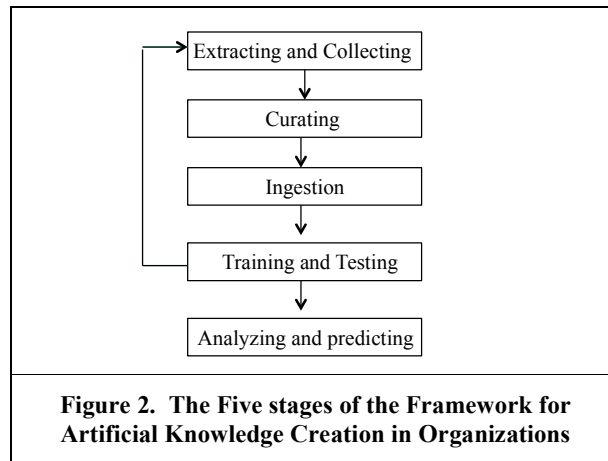 Extracting and Collecting
Curating
Ingestion
Training and Testing
Analyzing and predicting
Figure 2.  The Five stages of the Framework for
Artificial Knowledge Creation in Organizations